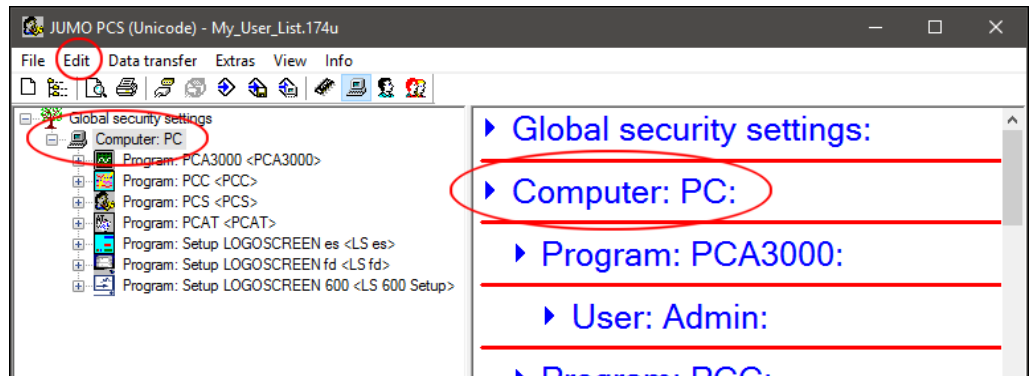 JUMO PCS (Unicode) - My_User_List.174u
File Edit Data transfer Extras View Info
Global security settings
Computer: PC
Program: PCA3000 <PCA3000>
Program: PCC <PCC>
Program: PCS <PCS>
Program: PCAT <PCAT>
Program: Setup LOGOSCREEN es <LS es>
Program: Setup LOGOSCREEN fd <LS fd>
Program: Setup LOGOSCREEN 600 <LS 600 Setup>
Global security settings:
Computer: PC:
Program: PCA3000:
User: Admin:
Program: PCC: